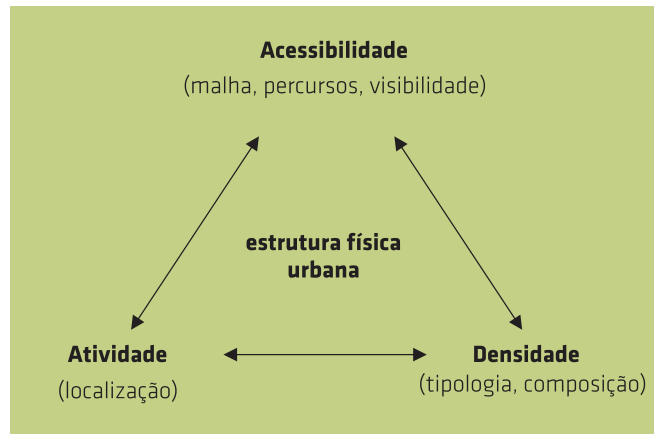 Acessibilidade
(malha, percursos, visibilidade)
estrutura física
urbana
Atividade
(localização)
Densidade
(tipologia, composição)